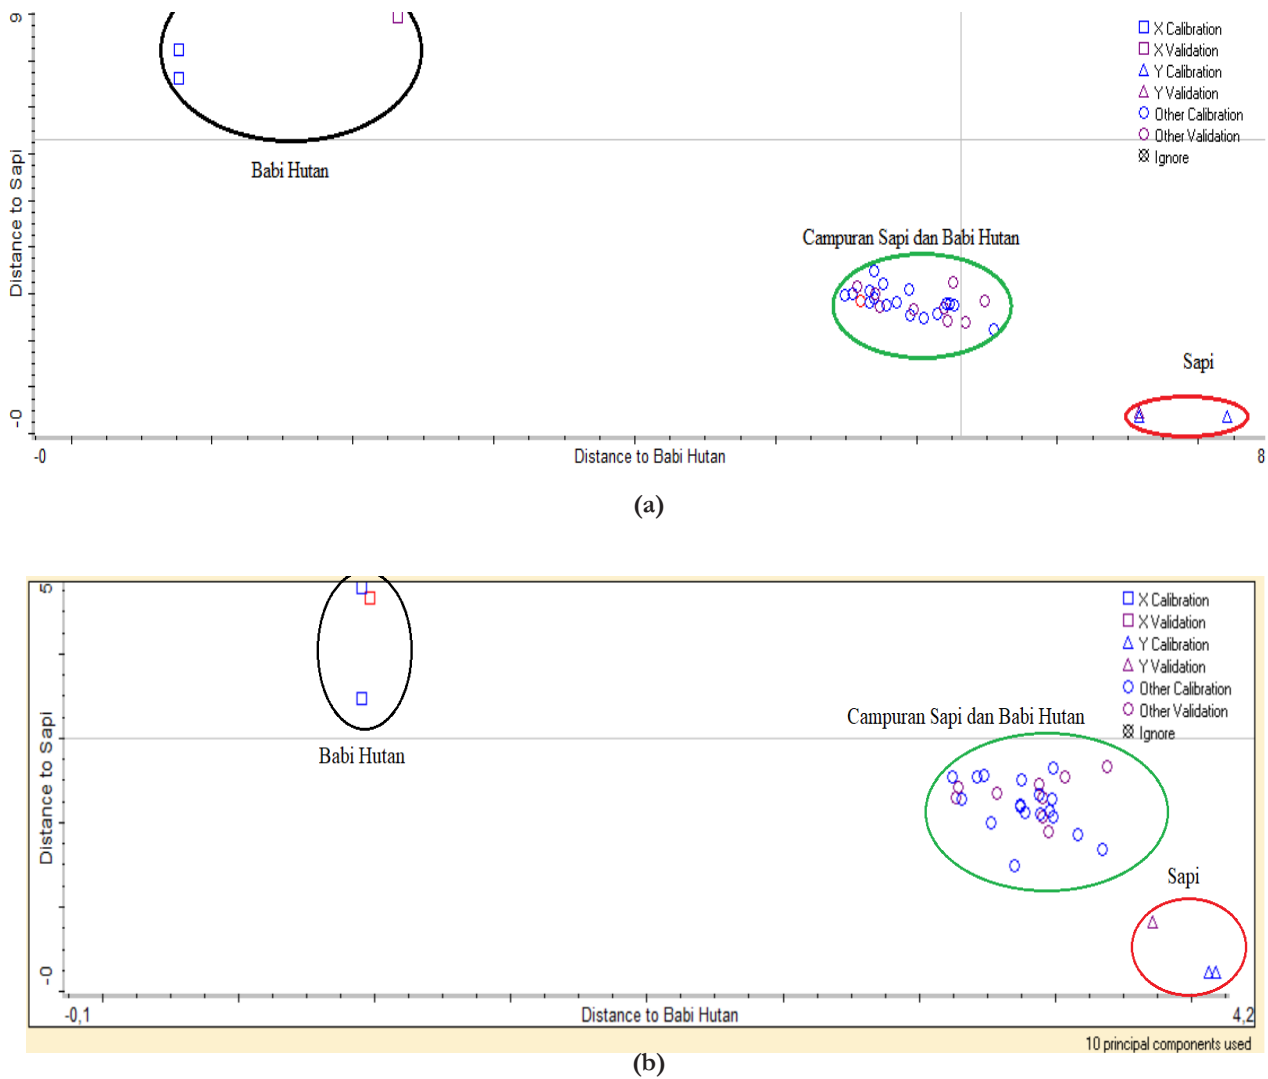 9
X Calibration
X Validation
Y Calibration
Y Validation
Other Calibration
Other Validation
Ignore
Distance to Sapi
Babi Hutan
Campuran Sapi dan Babi Hutan
Sapi
-0
-0
Distance to Babi Hutan
8
(a)
5
X Calibration
X Validation
Y Calibration
Y Validation
Other Calibration
Other Validation
Ignore
Distance to Sapi
Campuran Sapi dan Babi Hutan
Babi Hutan
Sapi
-0
-0,1
Distance to Babi Hutan
4,2
10 principal components used
(b)